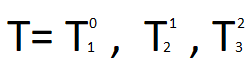 T= T₁⁰ , T₂¹ , T₃²